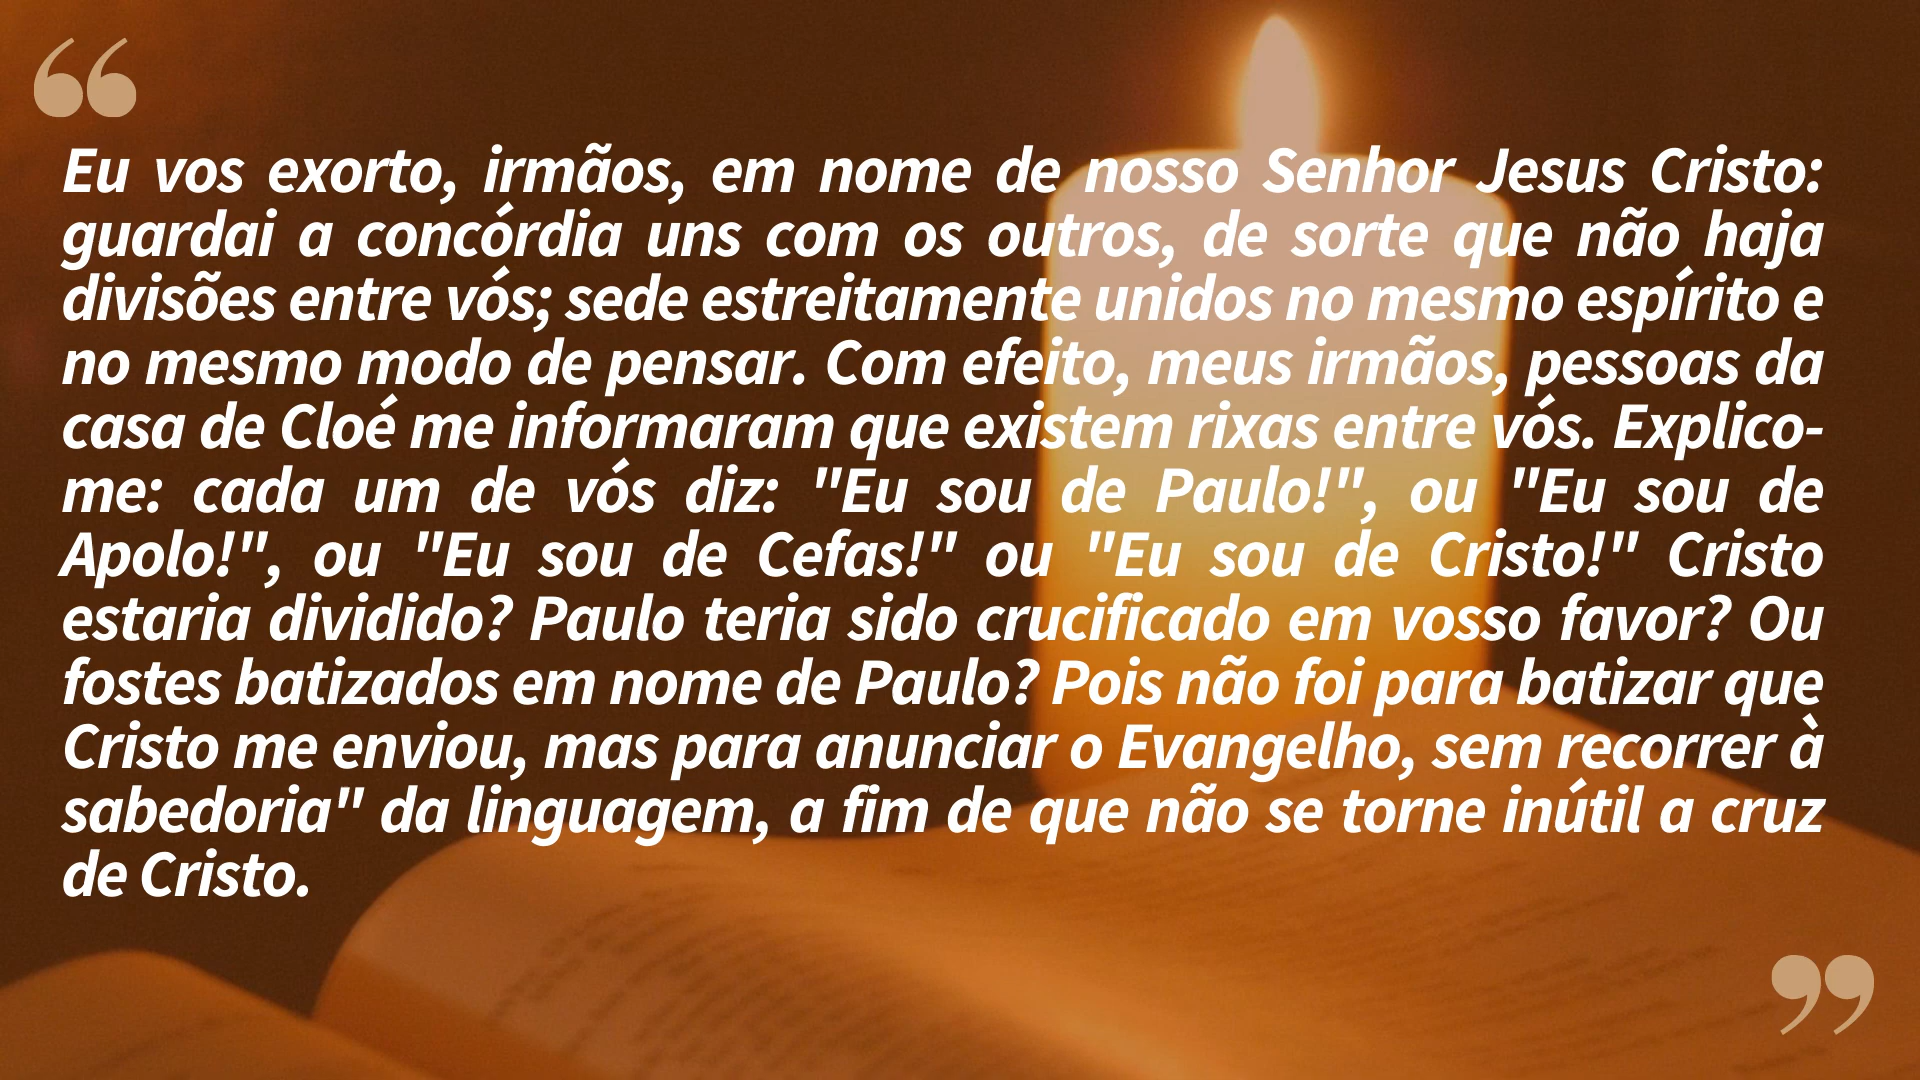 “
Eu vos exorto, irmãos, em nome de nosso Senhor Jesus Cristo:
guardai a concórdia uns com os outros, de sorte que não haja
divisões entre vós; sede estreitamente unidos no mesmo espírito e
no mesmo modo de pensar. Com efeito, meus irmãos, pessoas da
casa de Cloé me informaram que existem rixas entre vós. Explico-
me: cada um de vós diz: "Eu sou de Paulo!", ou "Eu sou de
Apolo!", ou "Eu sou de Cefas!" ou "Eu sou de Cristo!" Cristo
estaria dividido? Paulo teria sido crucificado em vosso favor? Ou
fostes batizados em nome de Paulo? Pois não foi para batizar que
Cristo me enviou, mas para anunciar o Evangelho, sem recorrer à
sabedoria" da linguagem, a fim de que não se torne inútil a cruz
de Cristo.
”